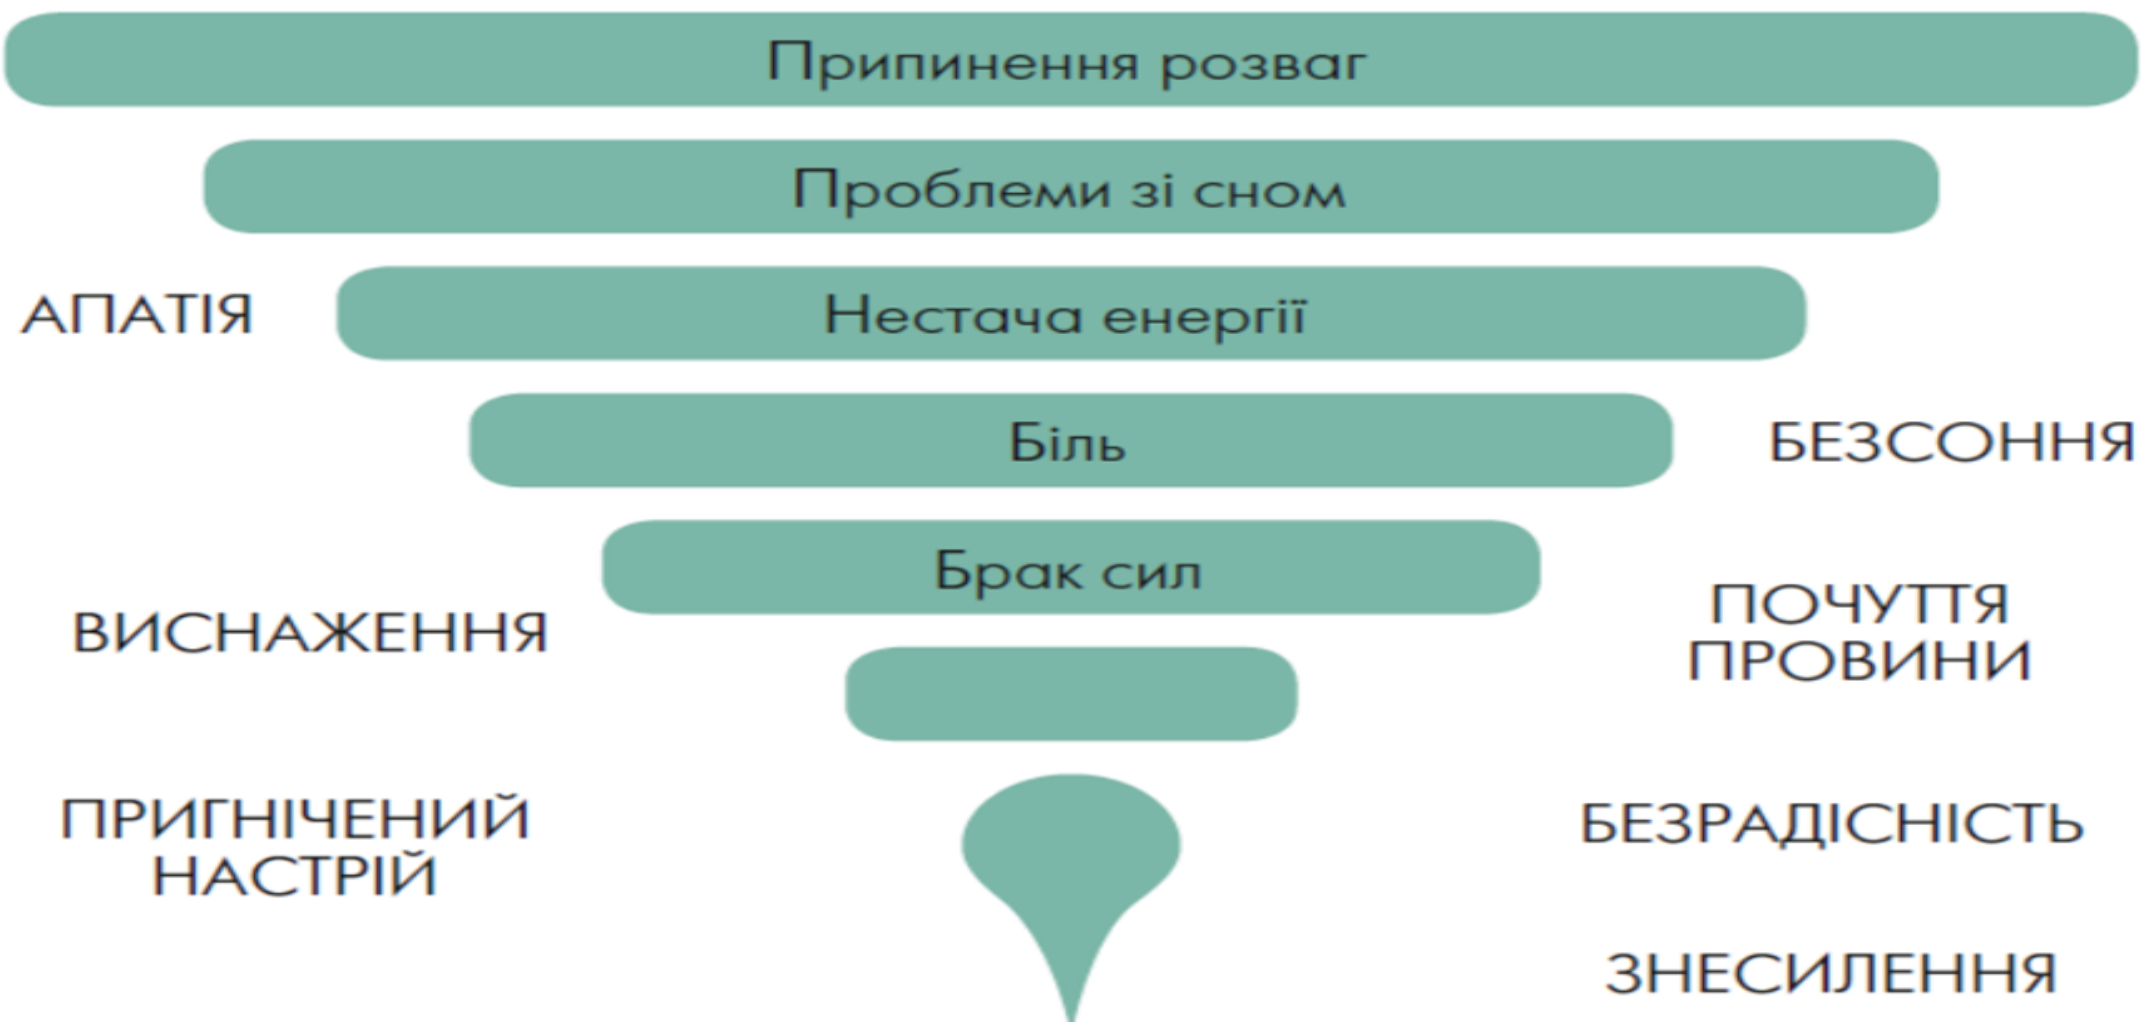 Припинення розваг
Проблеми зі сном
АПАТІЯ
Нестача енергії
Біль
БЕЗСОННЯ
Брак сил
ВИСНАЖЕННЯ
ПОЧУТТЯ
ПРОВИНИ
ПРИГНІЧЕНИЙ
НАСТРІЙ
БЕЗРАДІСНІСТЬ
ЗНЕСИЛЕННЯ